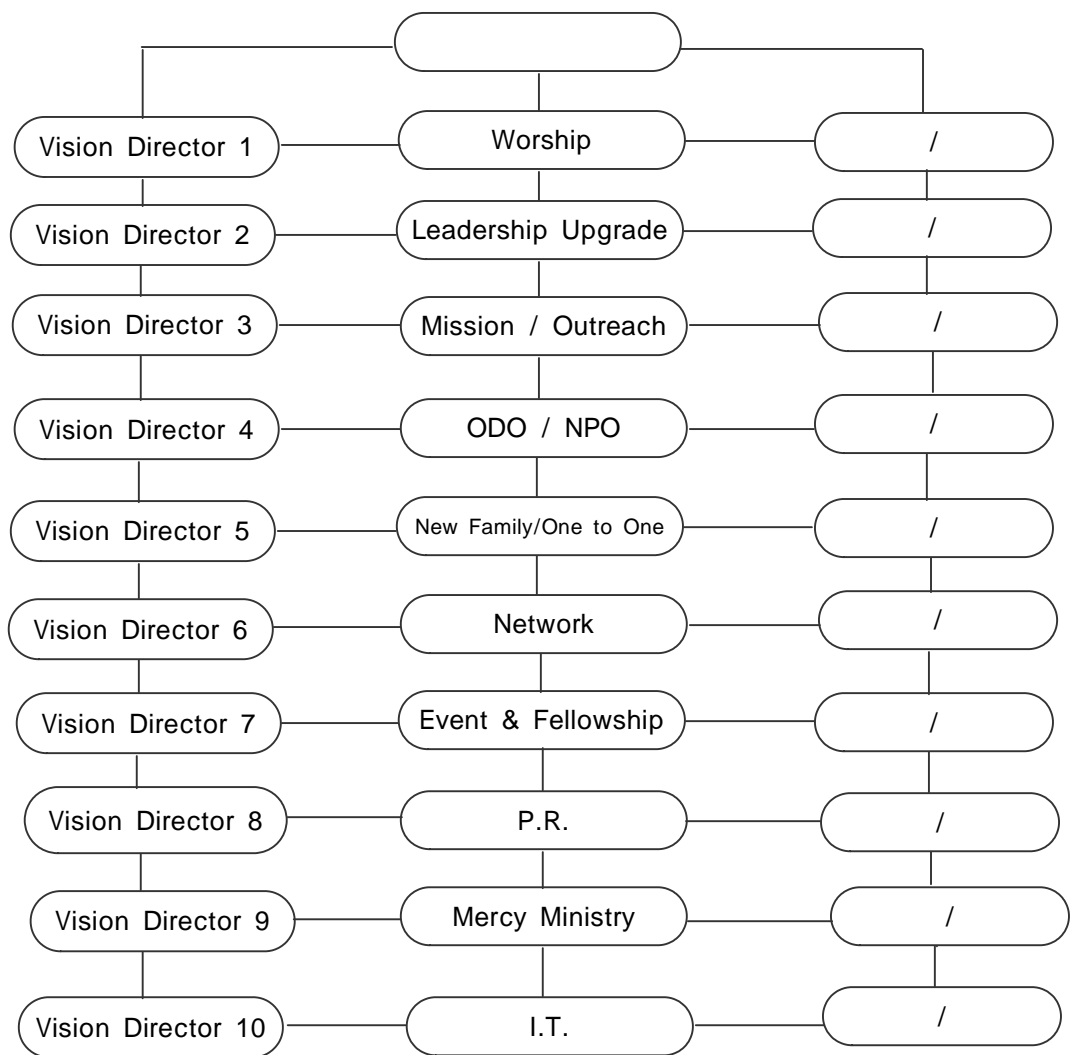 Vision Director 1
Worship
/
Vision Director 2
Leadership Upgrade
/
Vision Director 3
Mission / Outreach
/
Vision Director 4
ODO / NPO
/
Vision Director 5
New Family/One to One
/
Vision Director 6
Network
/
Vision Director 7
Event & Fellowship
/
Vision Director 8
P.R.
/
Vision Director 9
Mercy Ministry
/
Vision Director 10
I.T.
/